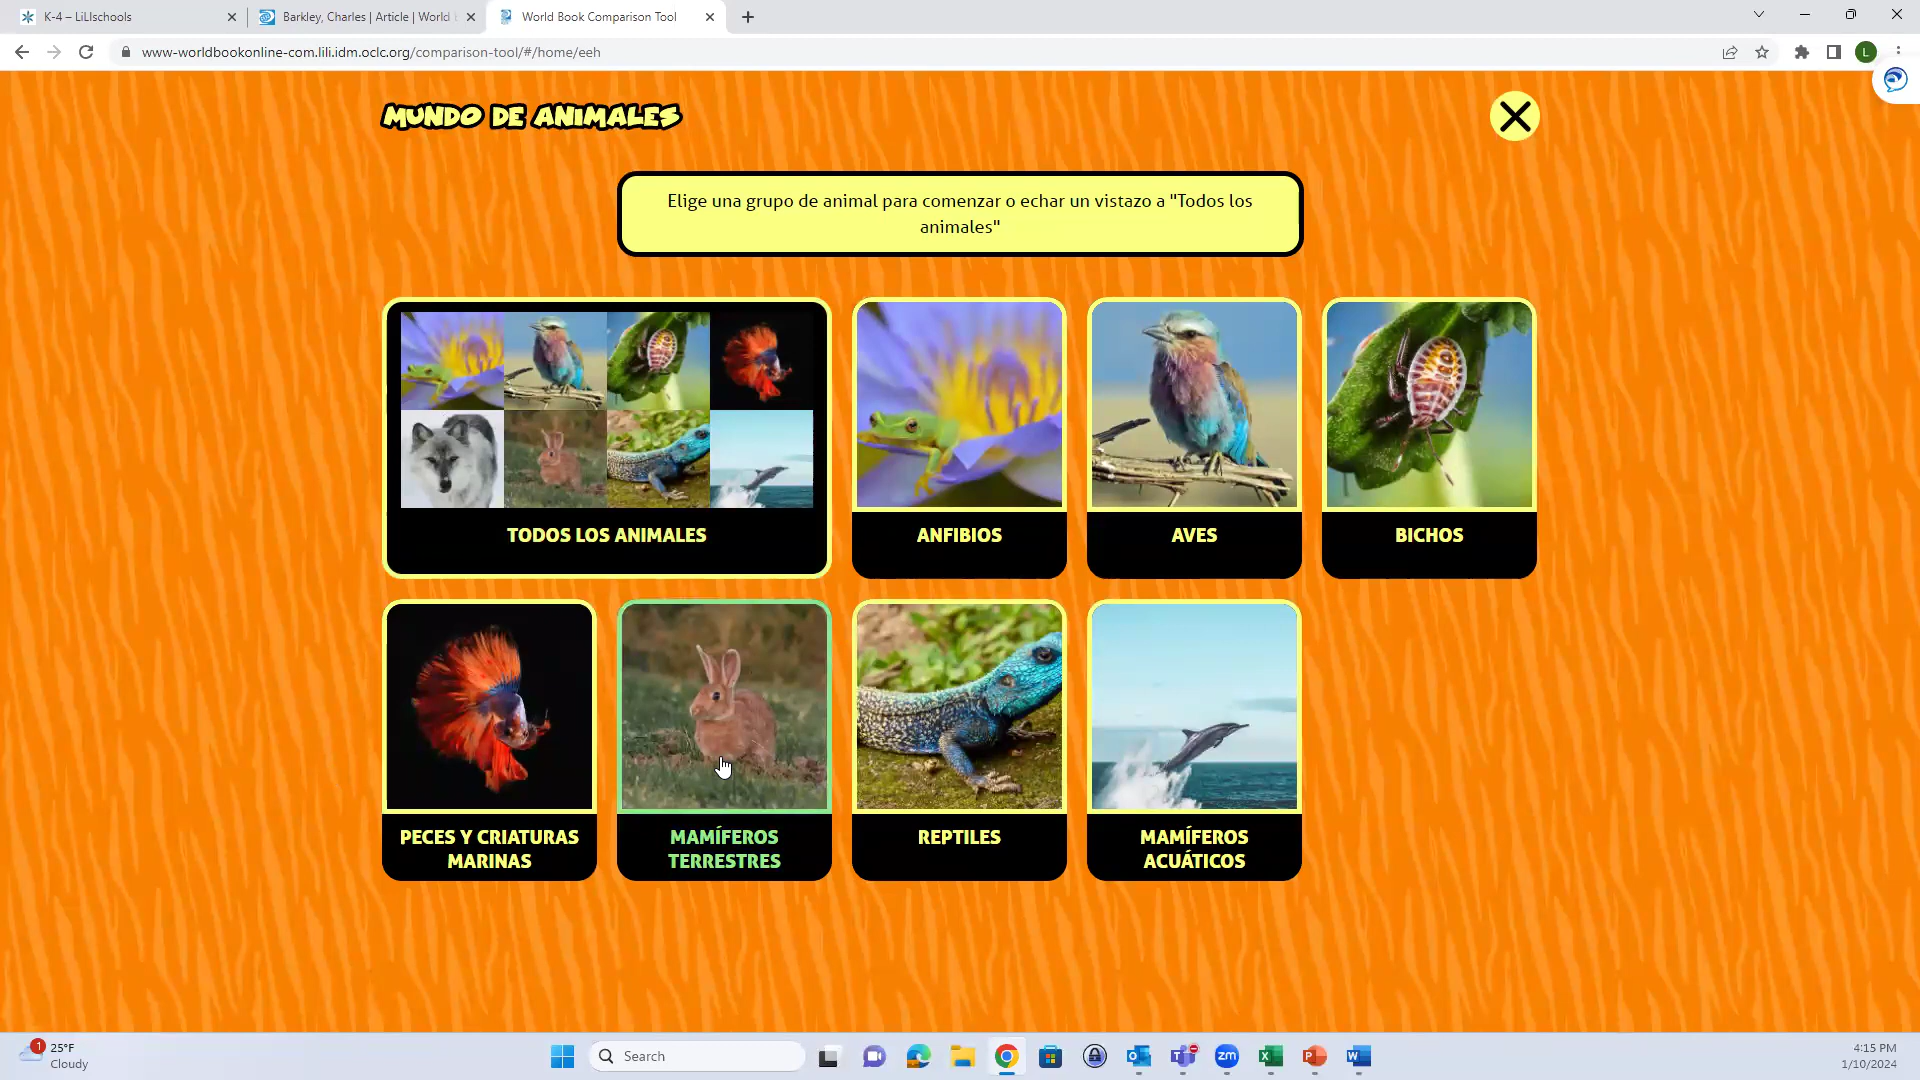 K-4 – LiLIschools
Barkley, Charles | Article | World
World Book Comparison Tool
www-worldbookonline-com.lili.idm.oclc.org/comparison-tool/#/home/eeh
L
MUNDO DE ANIMALES
Elige una grupo de animal para comenzar o echar un vistazo a "Todos los
animales"
TODOS LOS ANIMALES
ANFIBIOS
AVES
BICHOS
PECES Y CRIATURAS
MARINAS
MAMÍFEROS
TERRESTRES
REPTILES
MAMÍFEROS
ACUÁTICOS
1
25°F
Cloudy
Search
zm
4:15 PM
1/10/2024